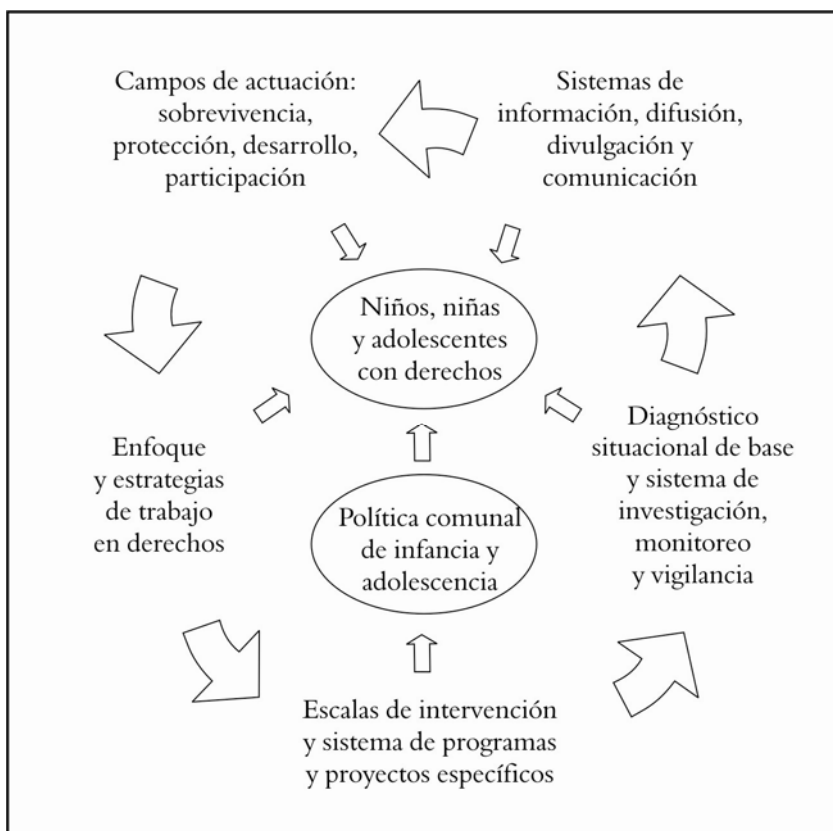 Campos de actuación:
sobrevivencia,
protección, desarrollo,
participación
Sistemas de
información, difusión,
divulgación y
comunicación
Niños, niñas
y adolescentes
con derechos
Enfoque
y estrategias
de trabajo
en derechos
Diagnóstico
situacional de base
y sistema de
investigación,
monitoreo
y vigilancia
Política comunal
de infancia y
adolescencia
Escalas de intervención
y sistema de programas
y proyectos específicos